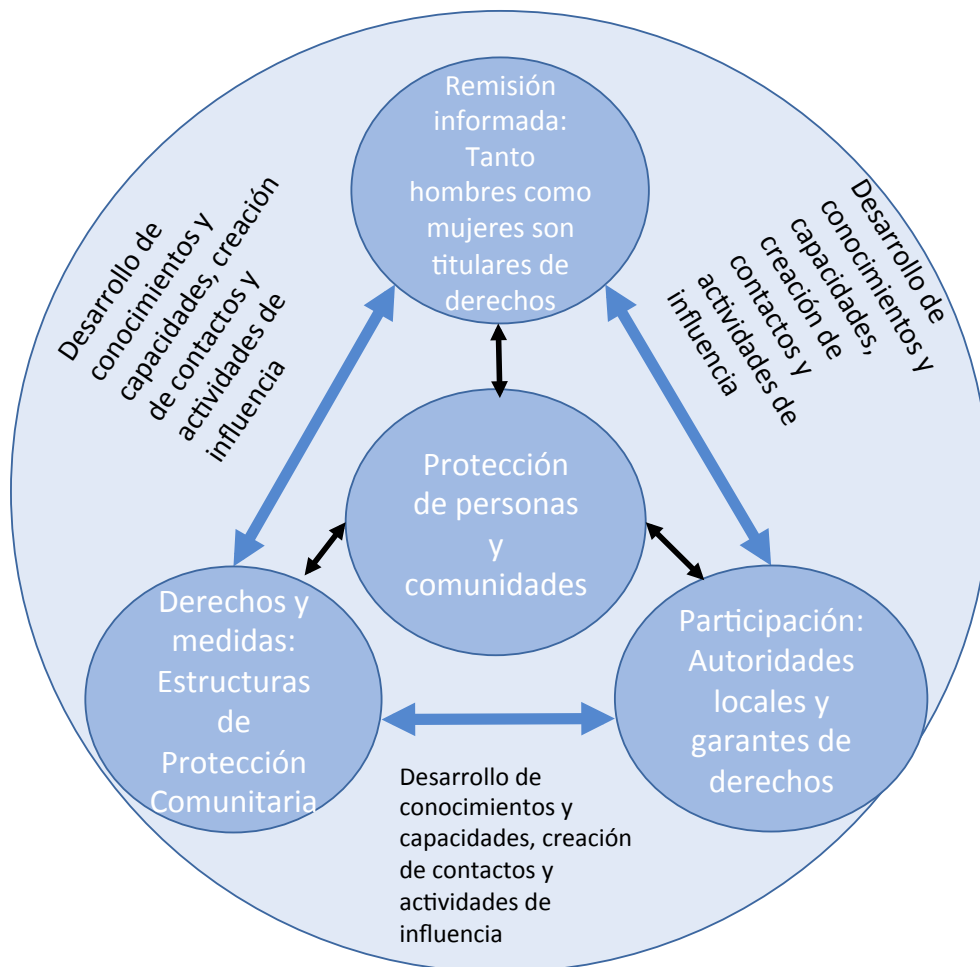 Remisión
informada:
Tanto
hombres como
mujeres son
titulares de
derechos
Desarrollo de
conocimientos y
capacidades, creación
de contactos y
actividades de
influencia
Desarrollo de
conocimientos y
capacidades,
creación de
contactos y
actividades de
influencia
Protección
de personas
y
comunidades
Derechos y
medidas:
Estructuras
de
Protección
Comunitaria
Participación:
Autoridades
locales y
garantes de
derechos
Desarrollo de
conocimientos y
capacidades, creación
de contactos y
actividades de
influencia